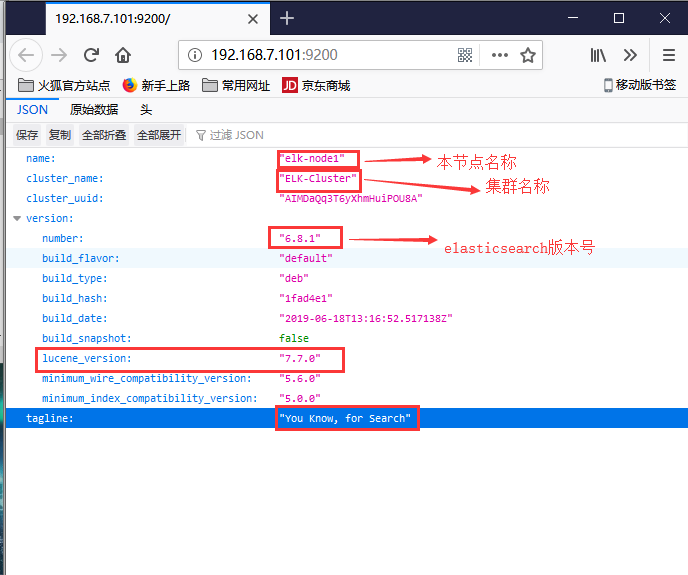 192.168.7.101:9200/
192.168.7.101:9200
火狐官方站点 新手上路 常用网址 JD 京东商城 移动版书签
JSON 原始数据 头
保存 复制 全部折叠 全部展开 过滤 JSON
name: "elk-node1" 本节点名称
cluster_name: "ELK-Cluster" 集群名称
cluster_uuid: "AIMDaQq3T6yXhmHuiPOU8A"
version:
number: "6.8.1" elasticsearch版本号
build_flavor: "default"
build_type: "deb"
build_hash: "1fad4e1"
build_date: "2019-06-18T13:16:52.517138Z"
build_snapshot: false
lucene_version: "7.7.0"
minimum_wire_compatibility_version: "5.6.0"
minimum_index_compatibility_version: "5.0.0"
tagline: "You Know, for Search"